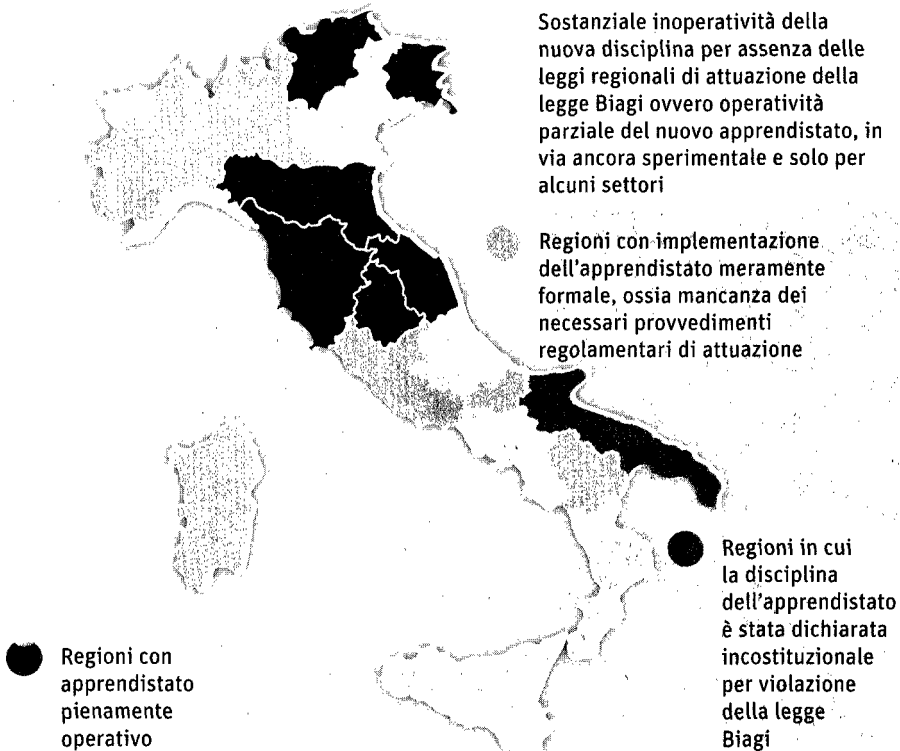 Sostanziale inoperatività della
nuova disciplina per assenza delle
leggi regionali di attuazione della
legge Biagi ovvero operatività
parziale del nuovo apprendistato, in
via ancora sperimentale e solo per
alcuni settori
Regioni con implementazione
dell'apprendistato meramente
formale, ossia mancanza dei
necessari provvedimenti
regolamentari di attuazione
Regioni in cui
la disciplina
dell'apprendistato
è stata dichiarata
incostituzionale
per violazione
della legge
Biagi
Regioni con
apprendistato
pienamente
operativo